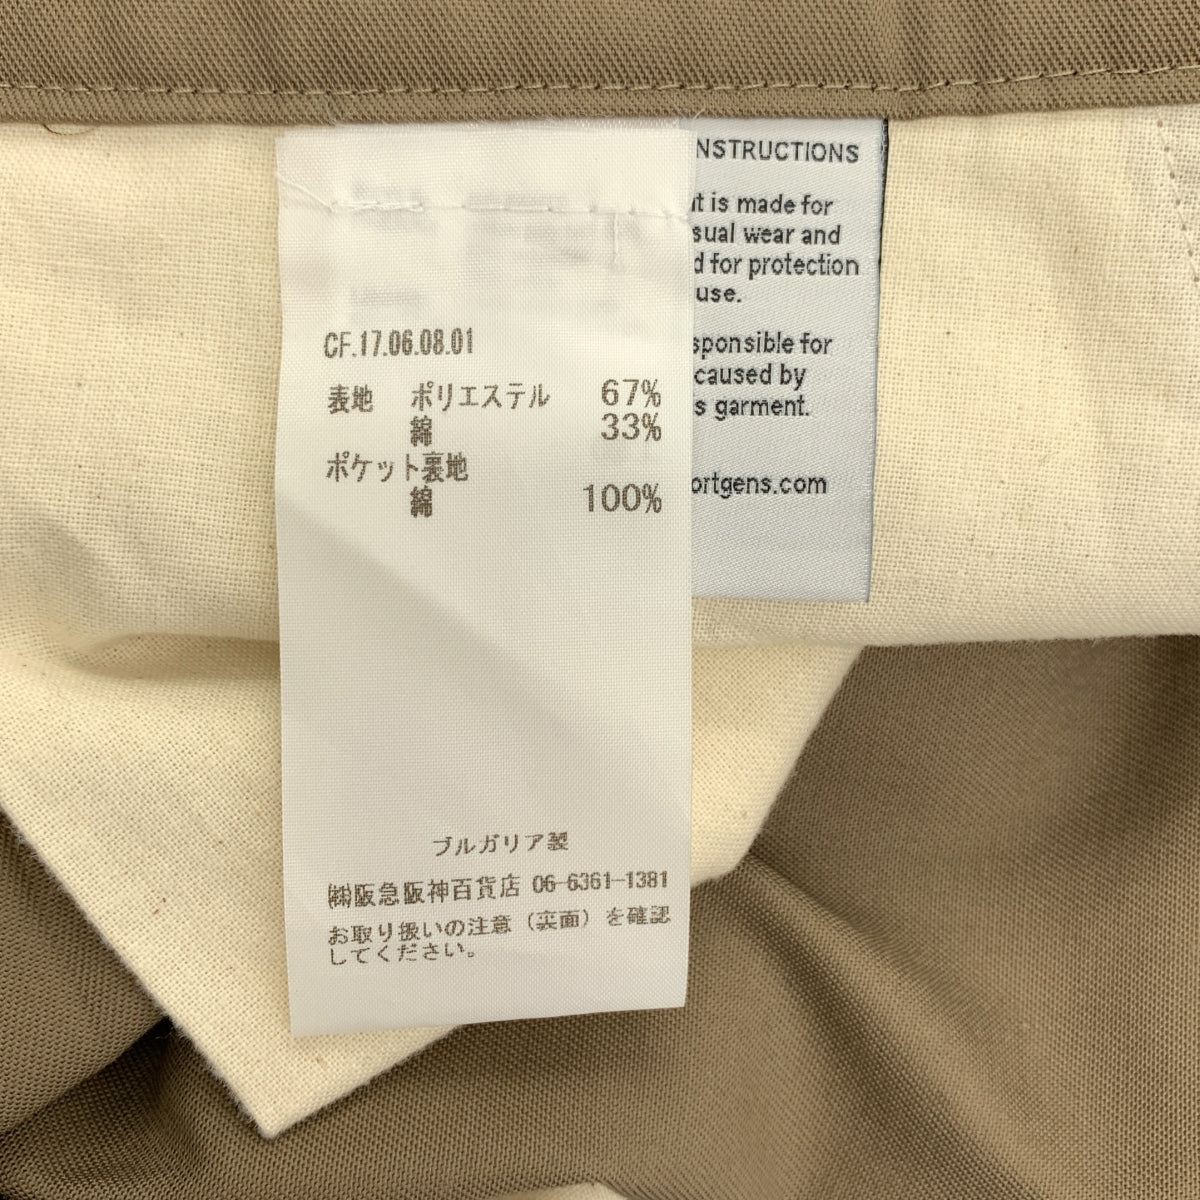 CF.17.06.08.01
表地 ポリエステル 67%
綿 33%
ポケット裏地
綿 100%
ブルガリア製
㈱阪急阪神百貨店 06-6361-1381
お取り扱いの注意（裏面）を確認
してください。
NSTRUCTIONS
it is made for
sual wear and
d for protection
use.
sponsible for
caused by
s garment.
ortgens.com